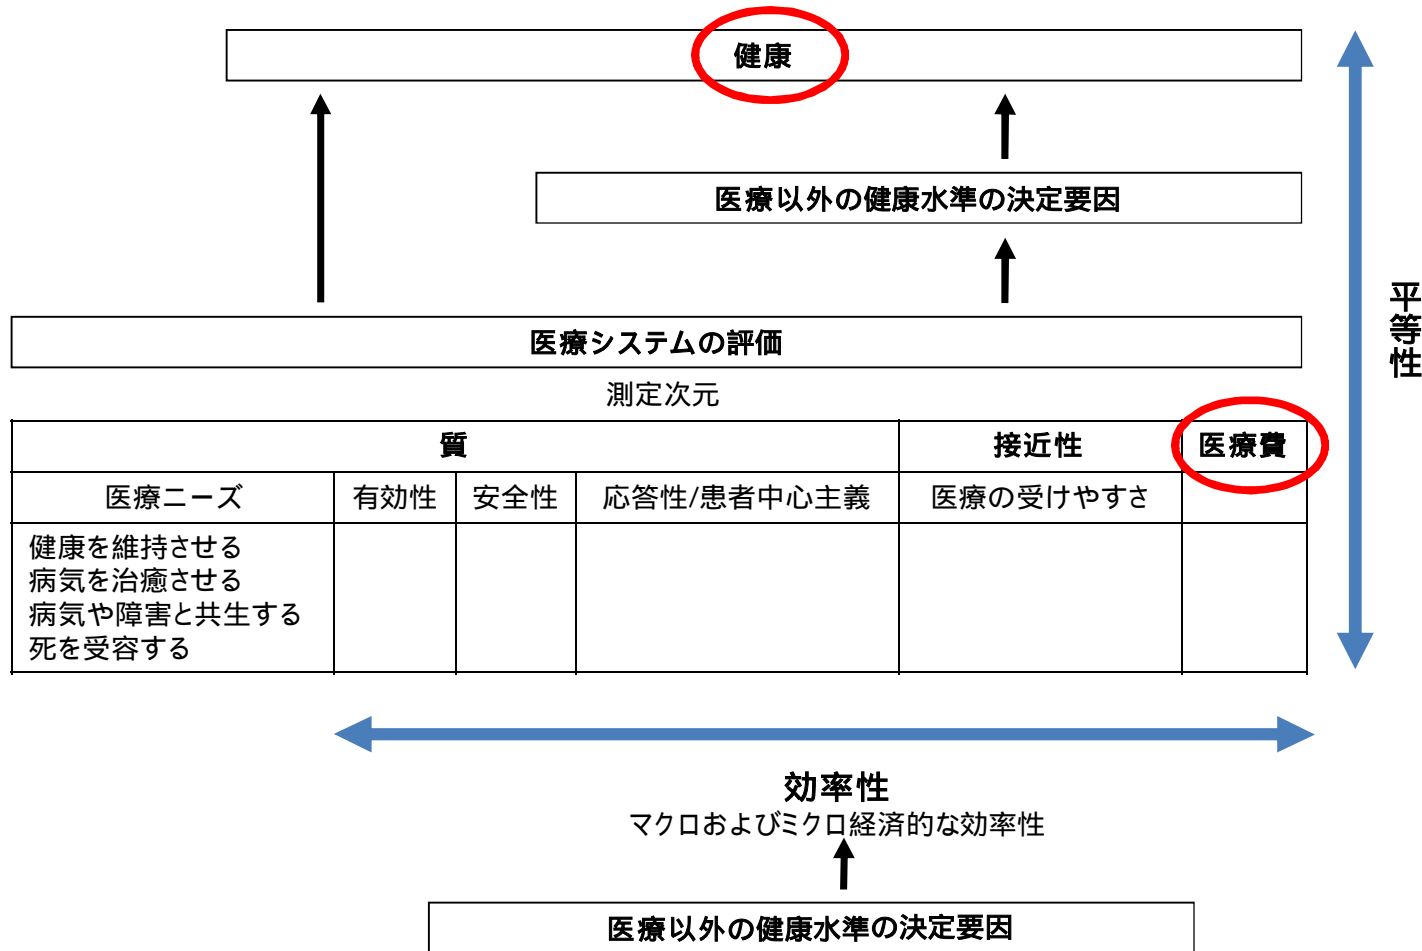 健康
医療以外の健康水準の決定要因
医療システムの評価
測定次元
質 接近性 医療費
医療ニーズ 有効性 安全性 応答性/患者中心主義 医療の受けやすさ
健康を維持させる
病気を治癒させる
病気や障害と共生する
死を受容する
平等性
効率性
マクロおよびミクロ経済的な効率性
医療以外の健康水準の決定要因